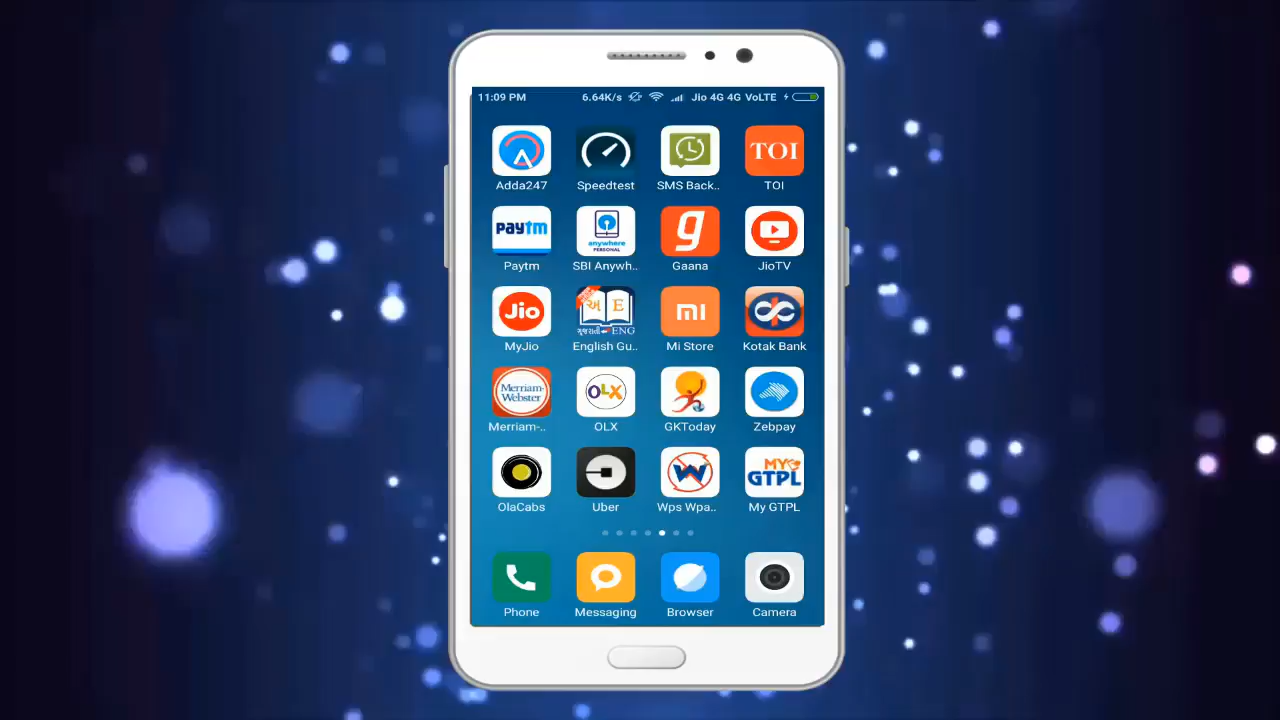 11:09 PM 6.64K/s Jio 4G 4G VoLTE
TOI
Adda247 Speedtest SMS Back.. TOI
paytm anywhere PERSONAL g
Paytm SBI Anywh.. Gaana JioTV
Jio અ E ગુજરાતી ENG mi
MyJio English Gu.. Mi Store Kotak Bank
Merriam-Webster OLX
Merriam-.. OLX GKToday Zebpay
W MY GTPL
OlaCabs Uber Wps Wpa.. My GTPL
Phone Messaging Browser Camera